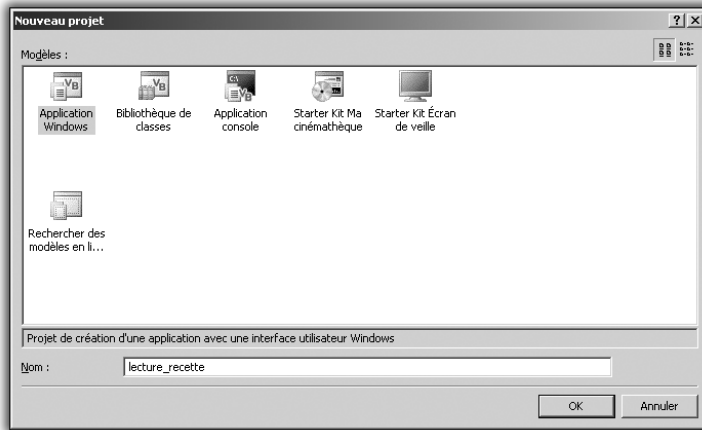 Nouveau projet
Modèles :
Application Windows
Bibliothèque de classes
Application console
Starter Kit Ma cinémathèque
Starter Kit Écran de veille
Rechercher des modèles en li...
Projet de création d'une application avec une interface utilisateur Windows
Nom :
lecture_recette
OK
Annuler